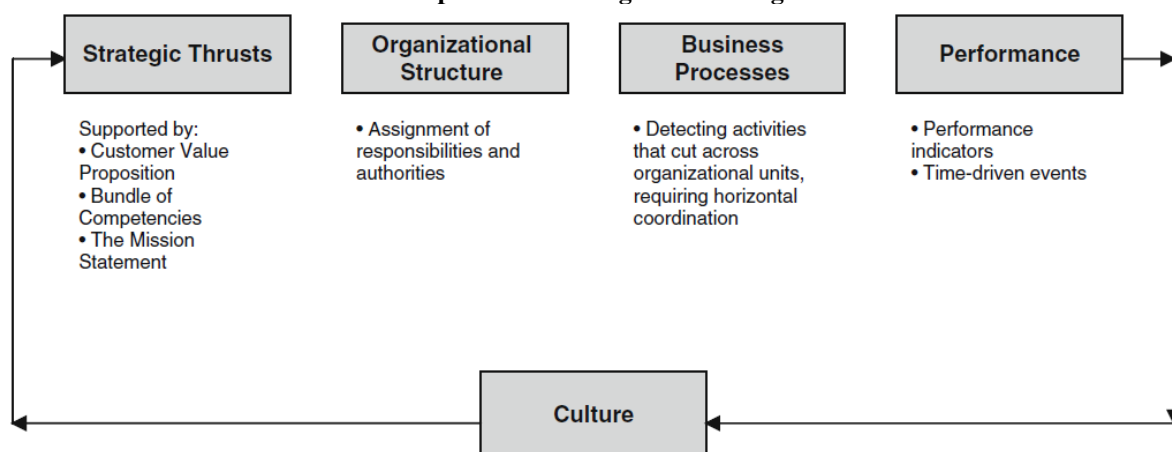 Strategic Thrusts
Supported by:
• Customer Value
Proposition
• Bundle of
Competencies
• The Mission
Statement
Organizational
Structure
• Assignment of
responsibilities and
authorities
Business
Processes
• Detecting activities
that cut across
organizational units,
requiring horizontal
coordination
Performance
• Performance
indicators
• Time-driven events
Culture